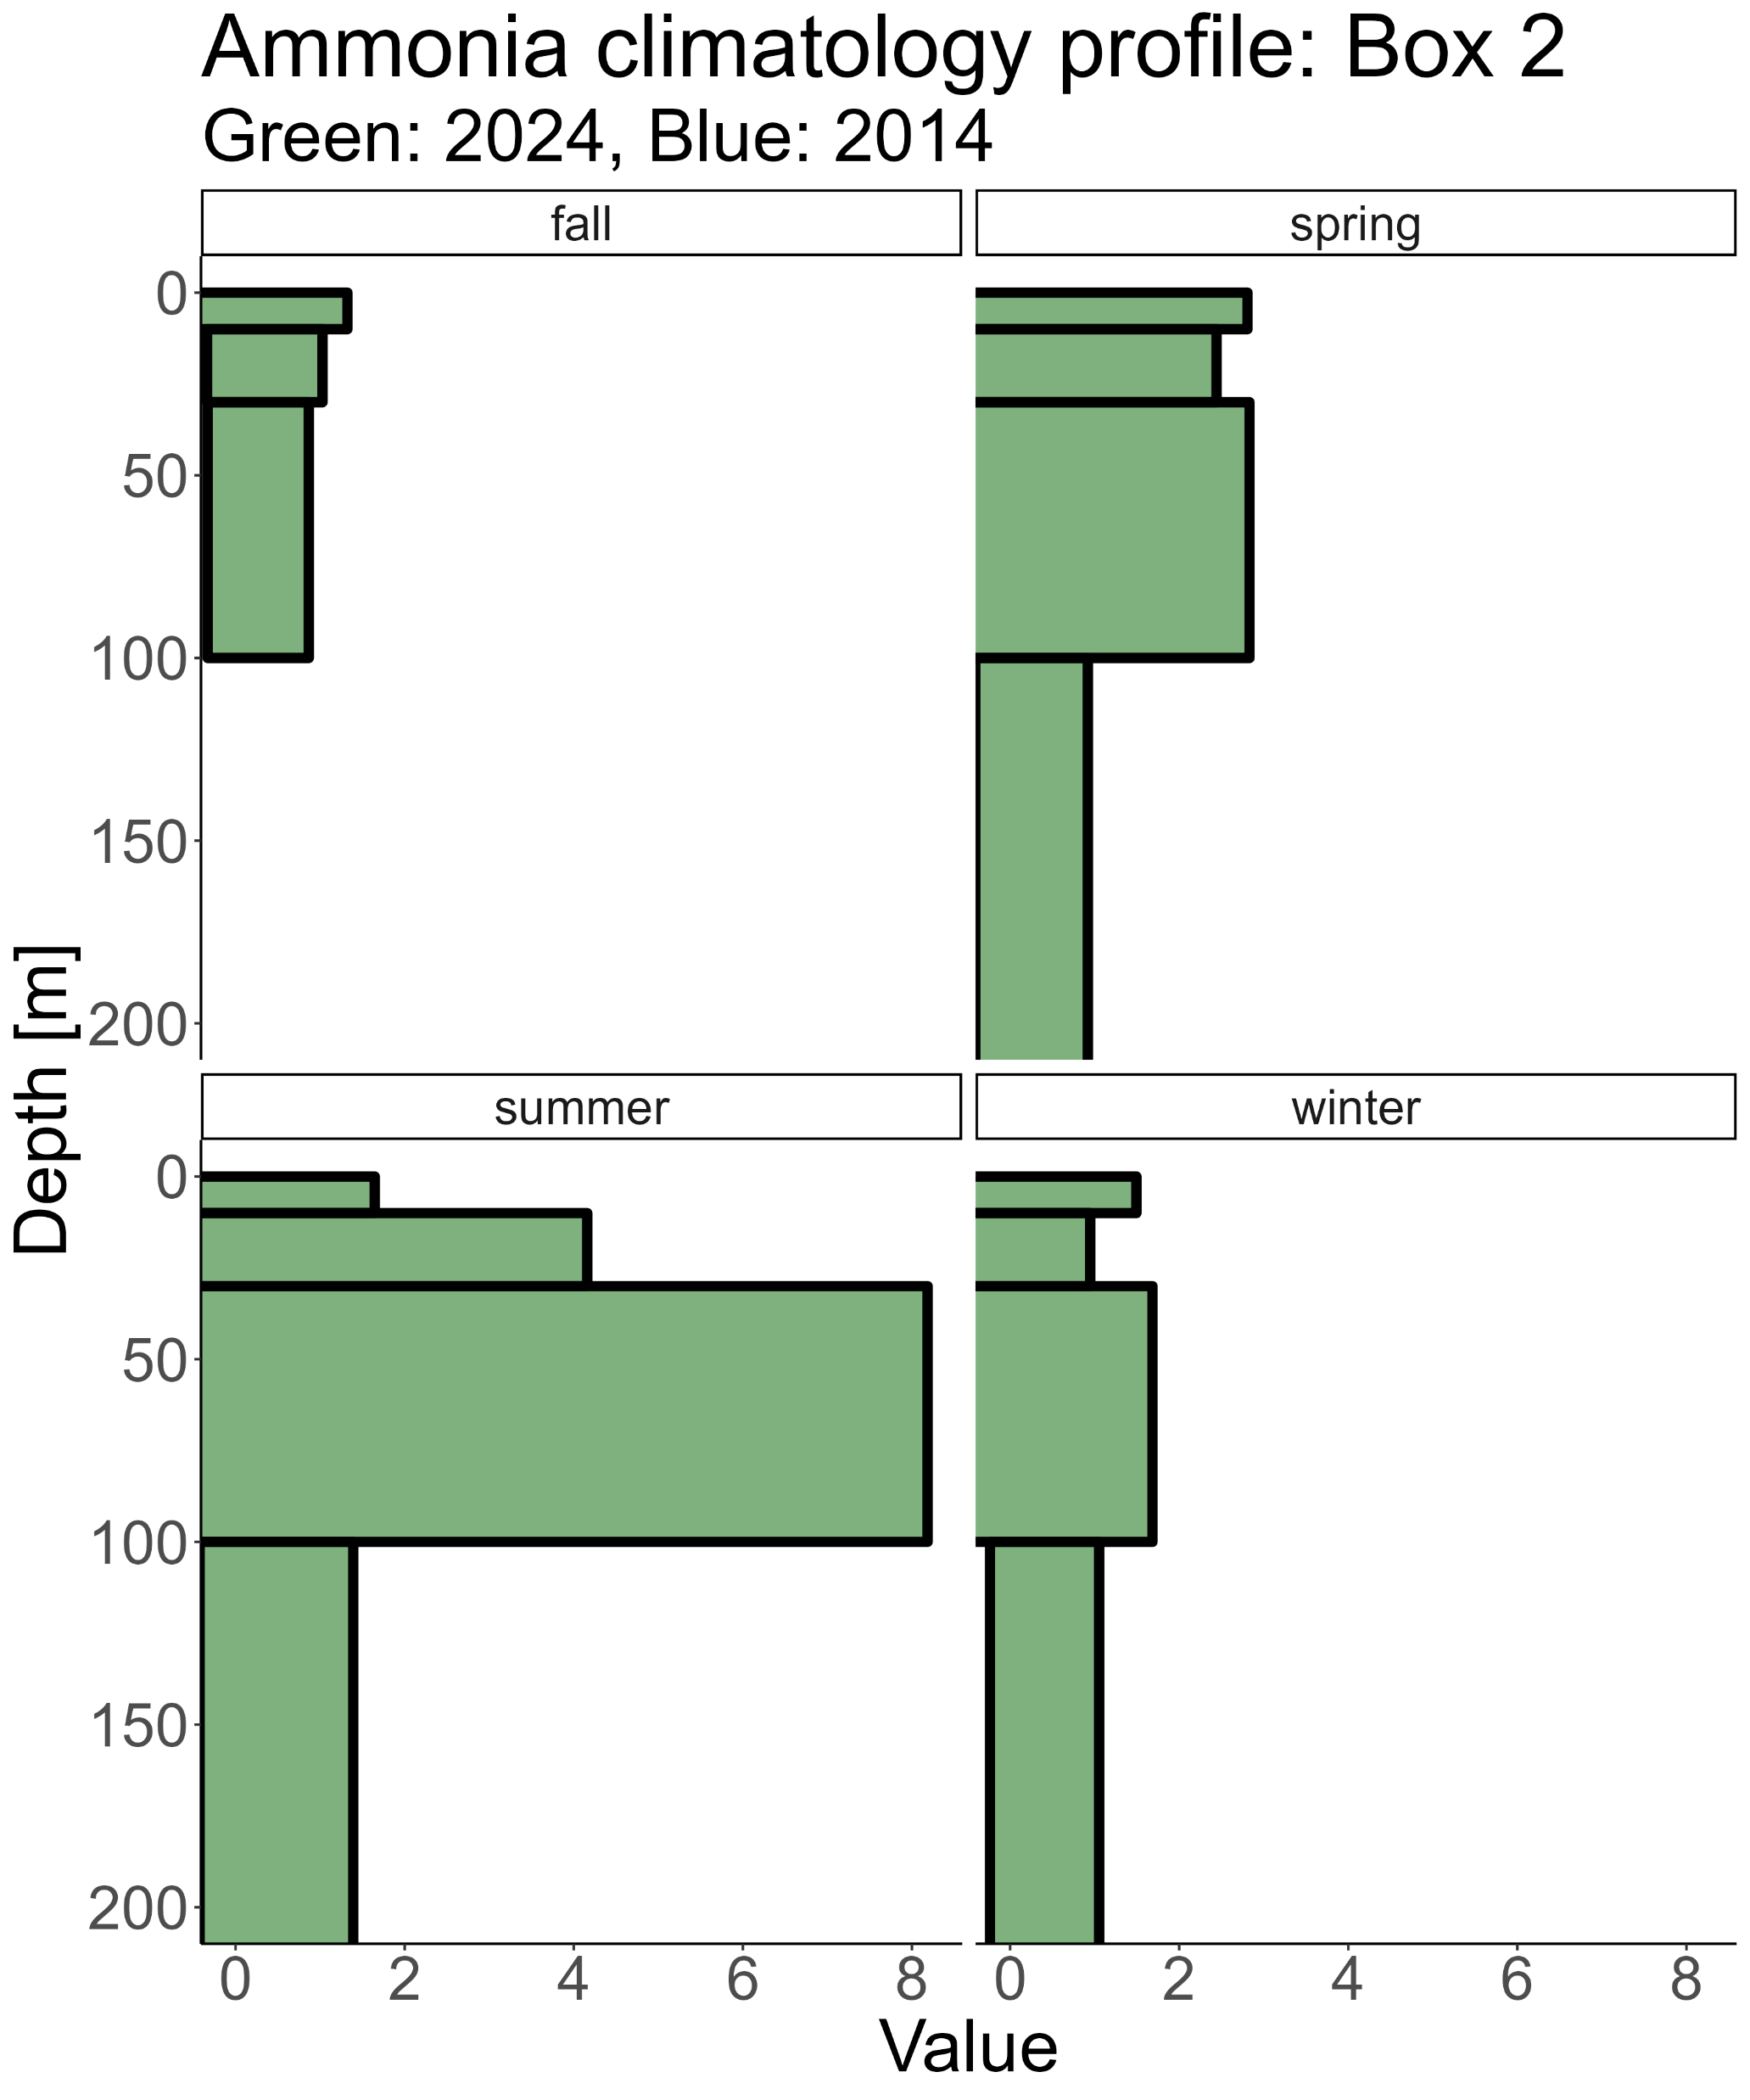 Ammonia climatology profile: Box 2
Green: 2024, Blue: 2014
fall
spring
0
50
100
150
200
Depth [m]
summer
winter
0
50
100
150
200
0 2 4 6 8
0 2 4 6 8
Value